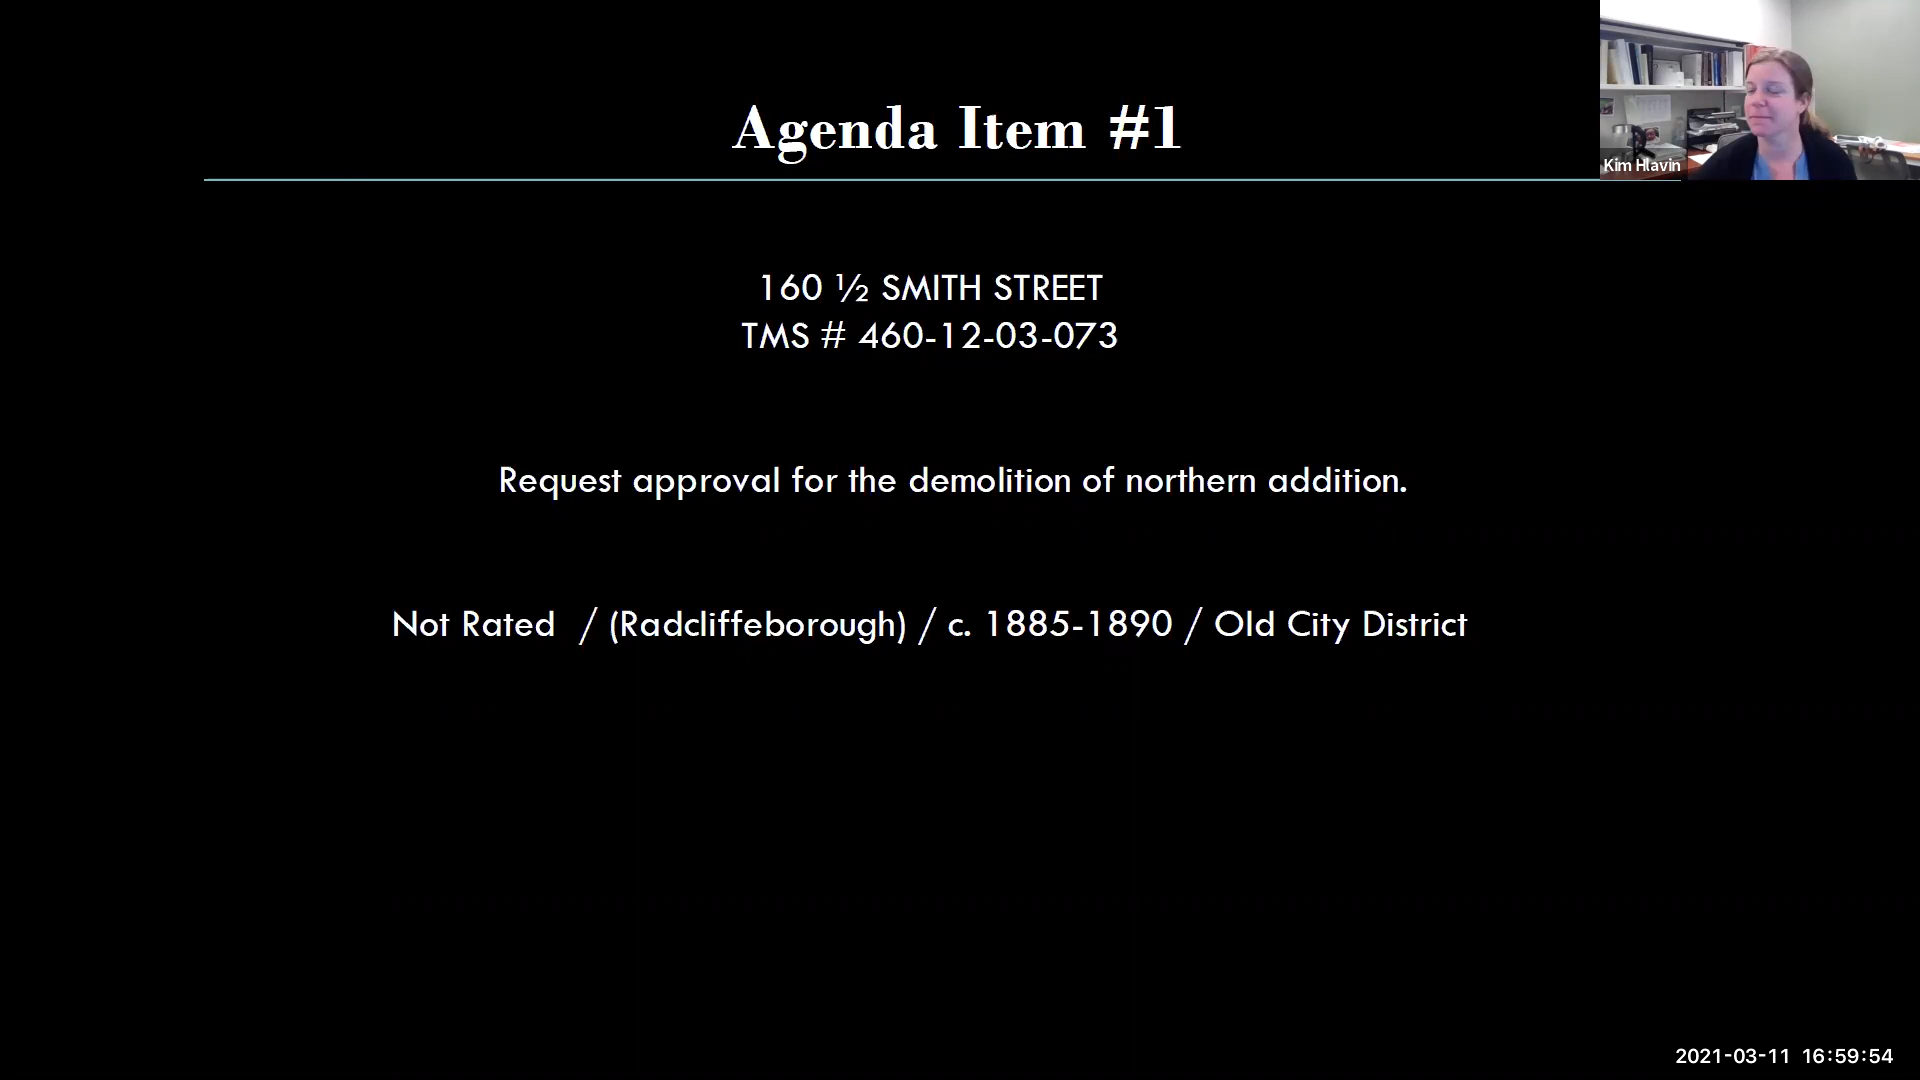 Agenda Item #1
Kim Hlavin
160 ½ SMITH STREET
TMS # 460-12-03-073
Request approval for the demolition of northern addition.
Not Rated / (Radcliffeborough) / c. 1885-1890 / Old City District
2021-03-11 16:59:54